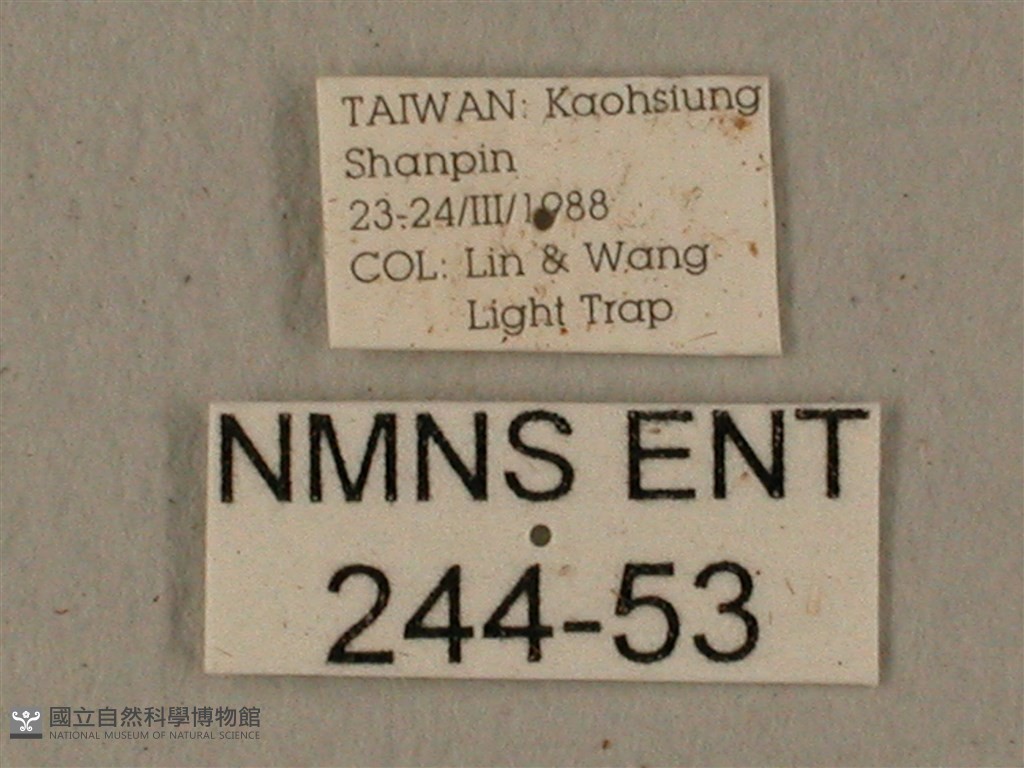 TAIWAN: Kaohsiung
Shanpin
23-24/III/1988
COL: Lin & Wang
Light Trap
NMNS ENT
244-53
國立自然科學博物館
NATIONAL MUSEUM OF NATURAL SCIENCE